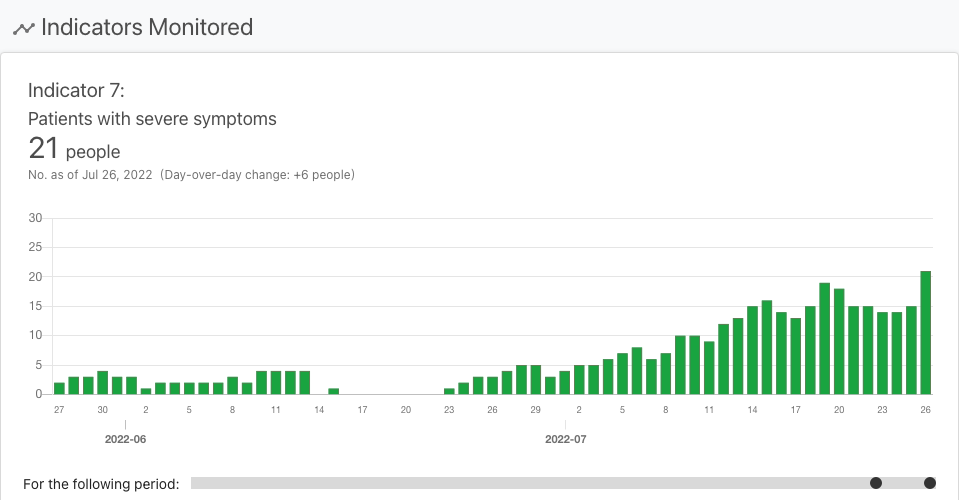 Indicators Monitored
Indicator 7:
Patients with severe symptoms
21 people
No. as of Jul 26, 2022 (Day-over-day change: +6 people)
30
25
20
15
10
5
0
27 30 2 5 8 11 14 17 20 23 26 29 2 5 8 11 14 17 20 23 26
2022-06 2022-07
For the following period: